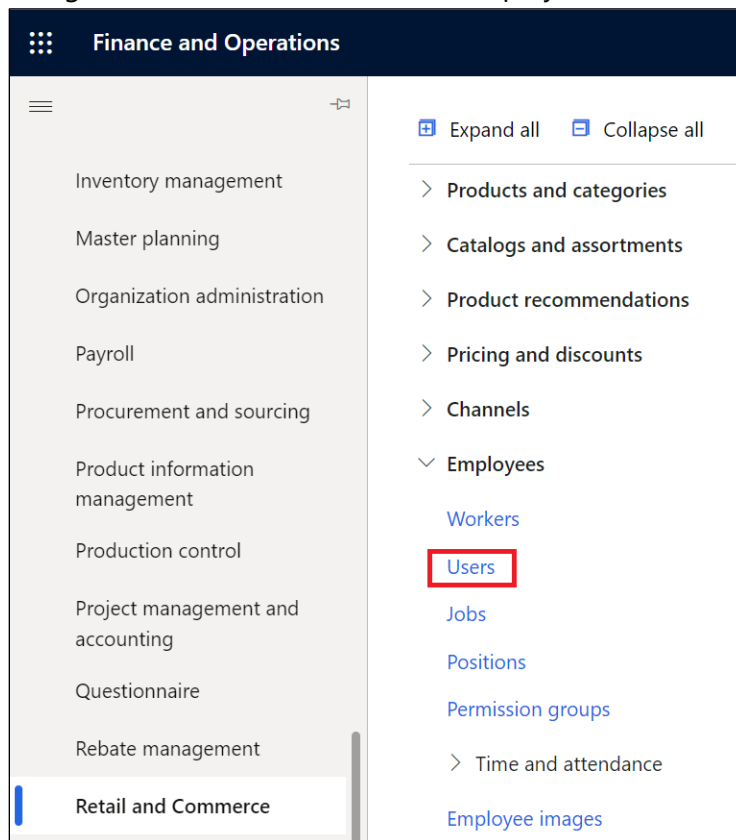 Finance and Operations
Inventory management
Master planning
Organization administration
Payroll
Procurement and sourcing
Product information
management
Production control
Project management and
accounting
Questionnaire
Rebate management
Retail and Commerce
Expand all
Collapse all
Products and categories
Catalogs and assortments
Product recommendations
Pricing and discounts
Channels
Employees
Workers
Users
Jobs
Positions
Permission groups
Time and attendance
Employee images